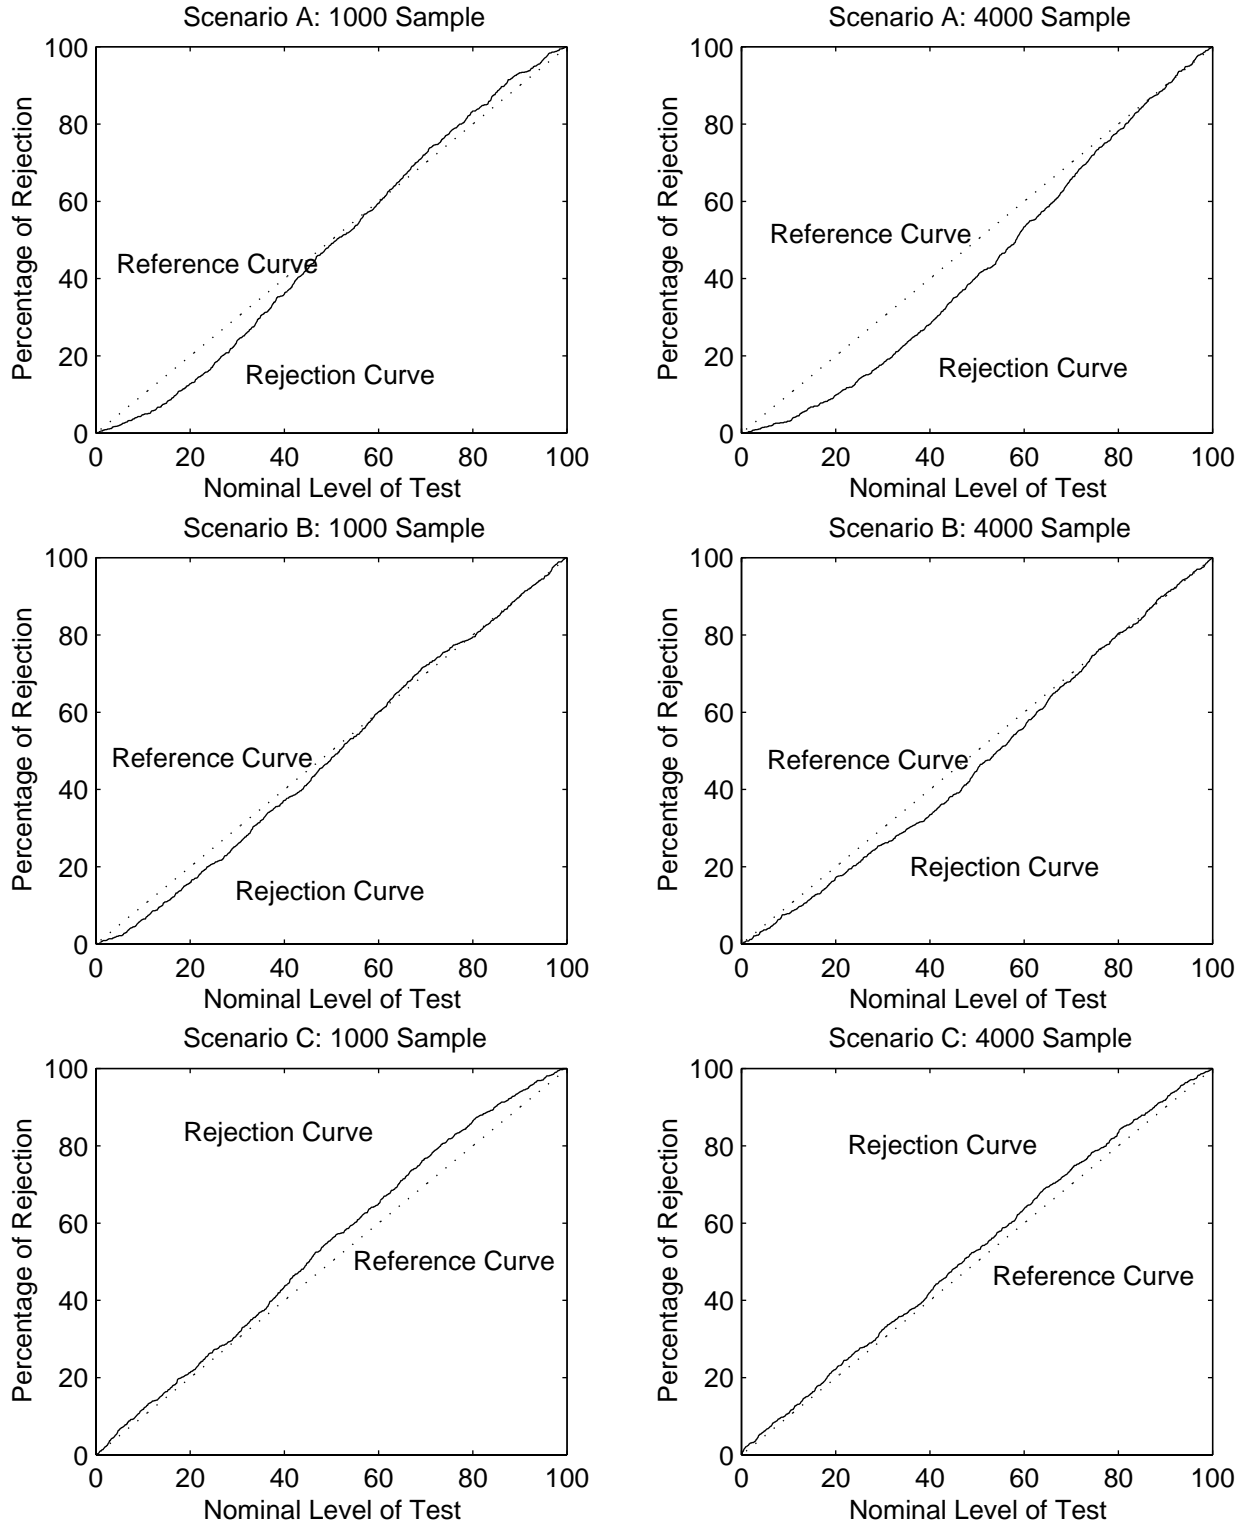 Scenario A: 1000 Sample
100
80
60
40
20
0
Percentage of Rejection
Reference Curve
Rejection Curve
0 20 40 60 80 100
Nominal Level of Test
Scenario A: 4000 Sample
100
80
60
40
20
0
Percentage of Rejection
Reference Curve
Rejection Curve
0 20 40 60 80 100
Nominal Level of Test
Scenario B: 1000 Sample
100
80
60
40
20
0
Percentage of Rejection
Reference Curve
Rejection Curve
0 20 40 60 80 100
Nominal Level of Test
Scenario B: 4000 Sample
100
80
60
40
20
0
Percentage of Rejection
Reference Curve
Rejection Curve
0 20 40 60 80 100
Nominal Level of Test
Scenario C: 1000 Sample
100
80
60
40
20
0
Percentage of Rejection
Rejection Curve
Reference Curve
0 20 40 60 80 100
Nominal Level of Test
Scenario C: 4000 Sample
100
80
60
40
20
0
Percentage of Rejection
Rejection Curve
Reference Curve
0 20 40 60 80 100
Nominal Level of Test